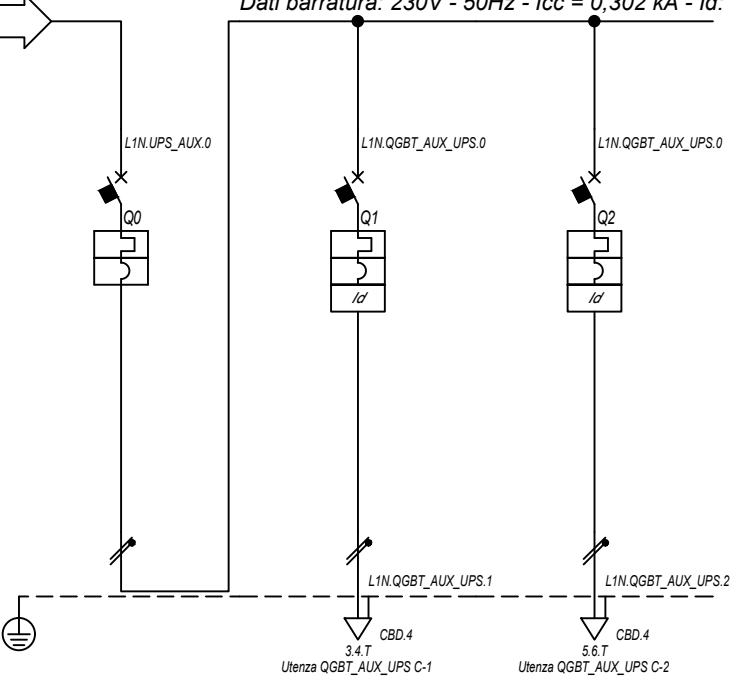 Dati barratura: 230V - 50Hz - Icc = 0,302 kA - Id:
L1N.UPS_AUX.0
L1N.QGBT_AUX_UPS.0
L1N.QGBT_AUX_UPS.0
Q0
Q1
Q2
Id
Id
L1N.QGBT_AUX_UPS.1
L1N.QGBT_AUX_UPS.2
CBD.4
CBD.4
3.4.T
5.6.T
Utenza QGBT_AUX_UPS C-1
Utenza QGBT_AUX_UPS C-2